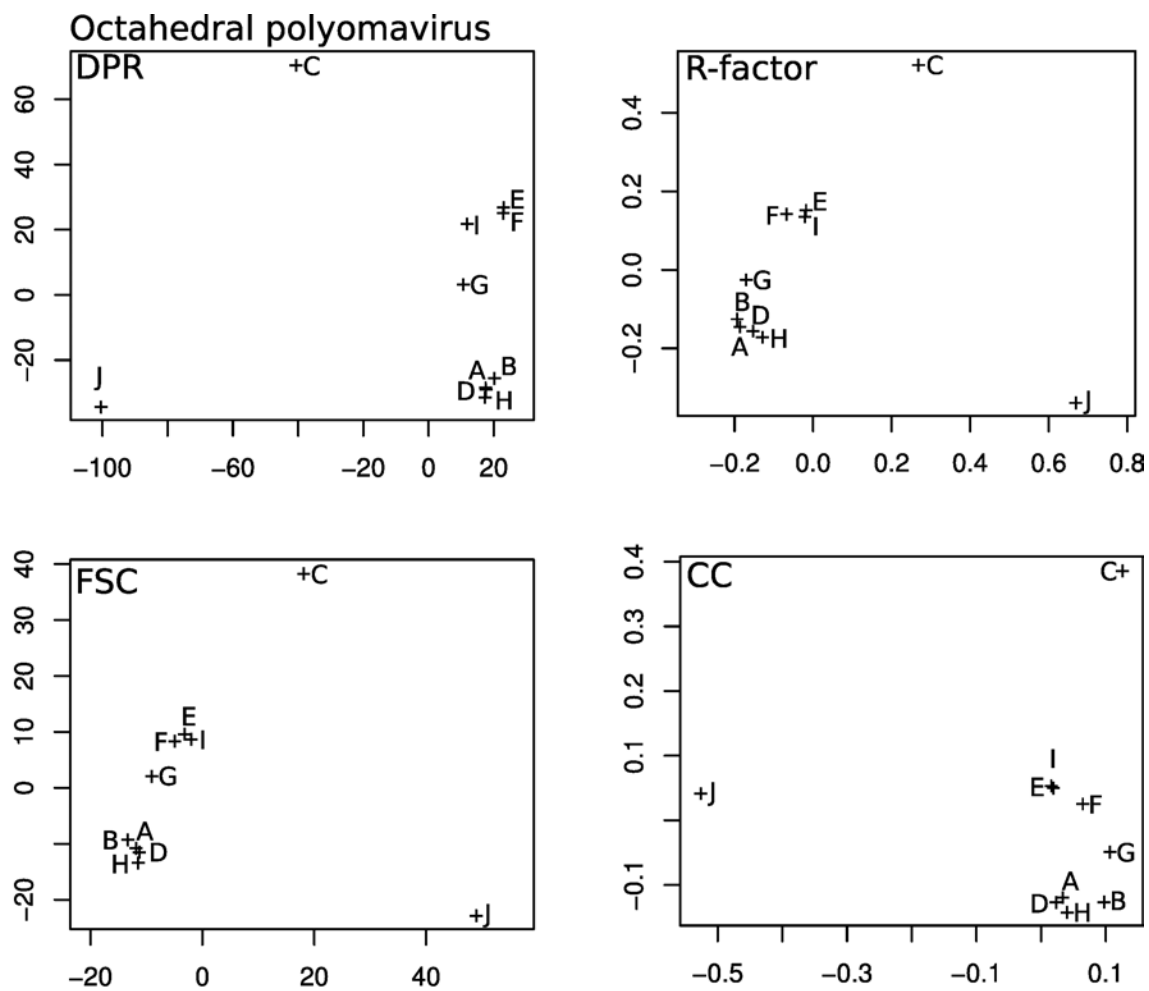 Octahedral polyomavirus
DPR
C
E
F
I
G
A
B
D
H
J
60
40
20
0
−20
−100
−60
−20
0
20
R-factor
C
E
F
I
G
B
D
H
A
J
0.4
0.2
0.0
−0.2
−0.2
0.0
0.2
0.4
0.6
0.8
FSC
C
E
F
I
G
A
B
D
H
J
40
30
20
10
0
−20
−20
0
20
40
CC
C
I
E
F
J
G
A
D
B
H
0.4
0.3
0.2
0.1
−0.1
−0.5
−0.3
−0.1
0.1